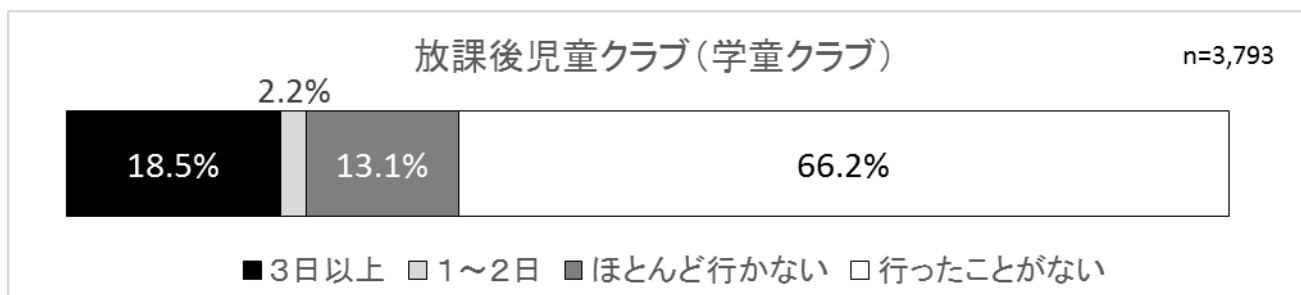 放課後児童クラブ（学童クラブ）
n=3,793
2.2%
18.5%
13.1%
66.2%
■３日以上 □１～２日 ■ほとんど行かない □行ったことがない